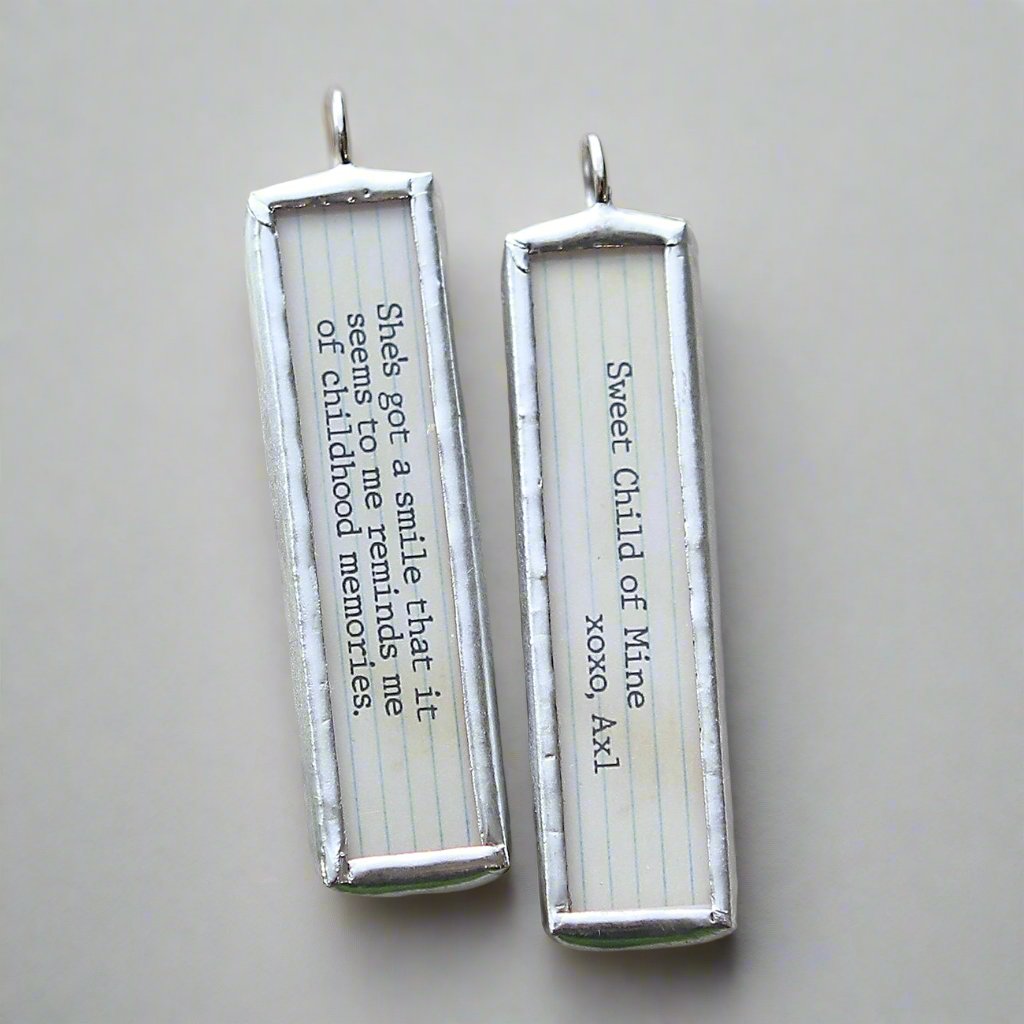 She's got a smile that it
seems to me reminds me
of childhood memories.
Sweet Child of Mine
xoxo, Axl